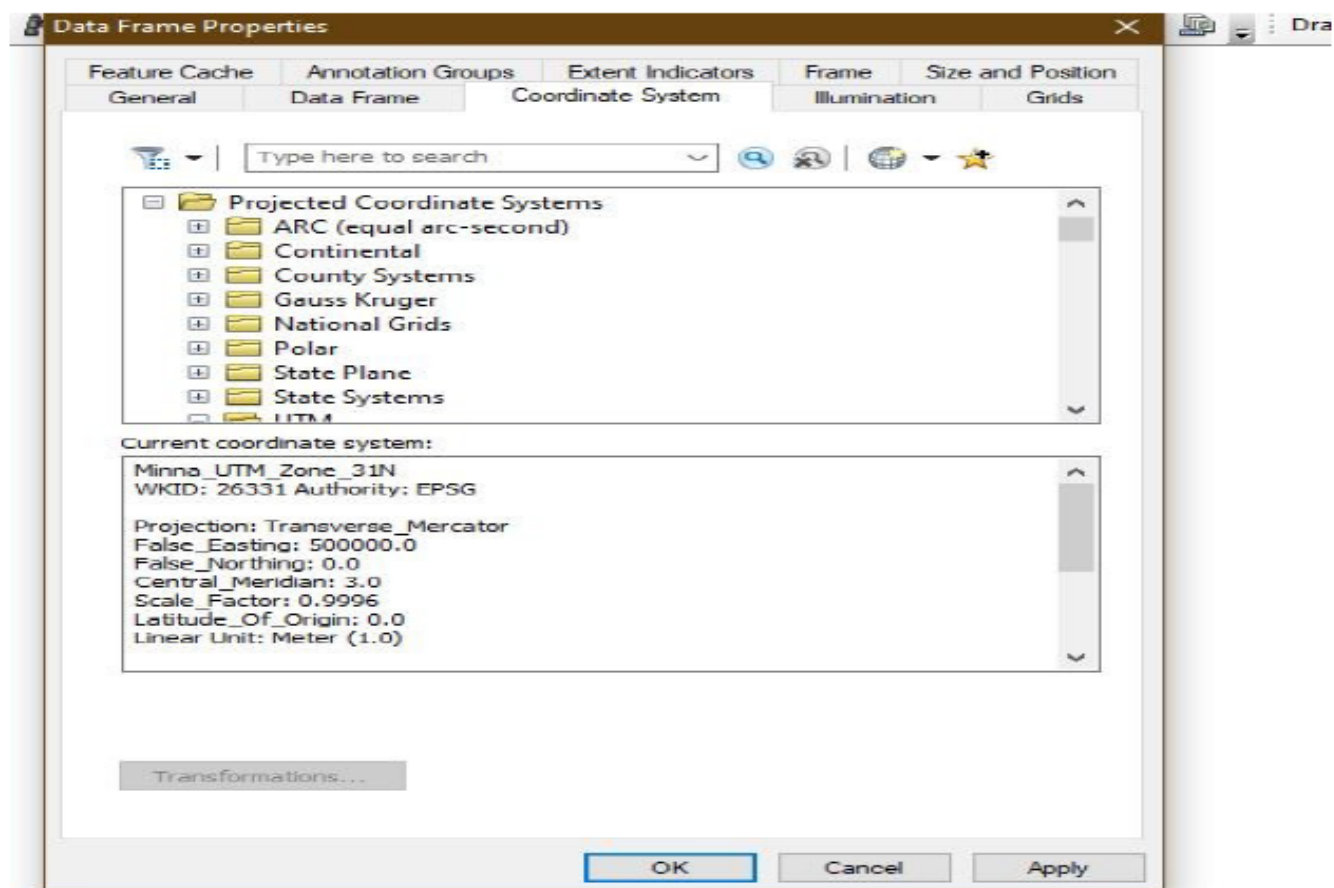 Data Frame Properties
Dra
Feature Cache Annotation Groups Extent Indicators Frame Size and Position
General Data Frame Coordinate System Illumination Grids
Type here to search
Projected Coordinate Systems
ARC (equal arc-second)
Continental
County Systems
Gauss Kruger
National Grids
Polar
State Plane
State Systems
UTM
Current coordinate system:
Minna_UTM_Zone_31N
WKID: 26331 Authority: EPSG
Projection: Transverse_Mercator
False_Easting: 500000.0
False_Northing: 0.0
Central_Meridian: 3.0
Scale_Factor: 0.9996
Latitude_Of_Origin: 0.0
Linear Unit: Meter (1.0)
Transformations...
OK Cancel Apply